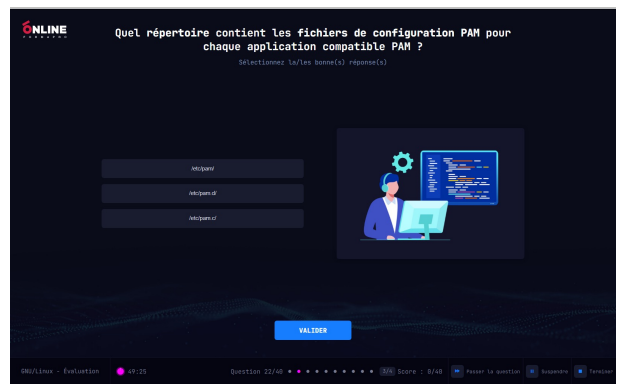 ONLINE
FORMAPRO
Quel répertoire contient les fichiers de configuration PAM pour
chaque application compatible PAM ?
Sélectionnez la/les bonne(s) réponse(s)
/etc/pam/
/etc/pam.d/
/etc/pam.c/
VALIDER
GNU/Linux - Évaluation
49:25
Question 22/40
3/4
Score : 0/40
Passer la question
Suspendre
Terminer